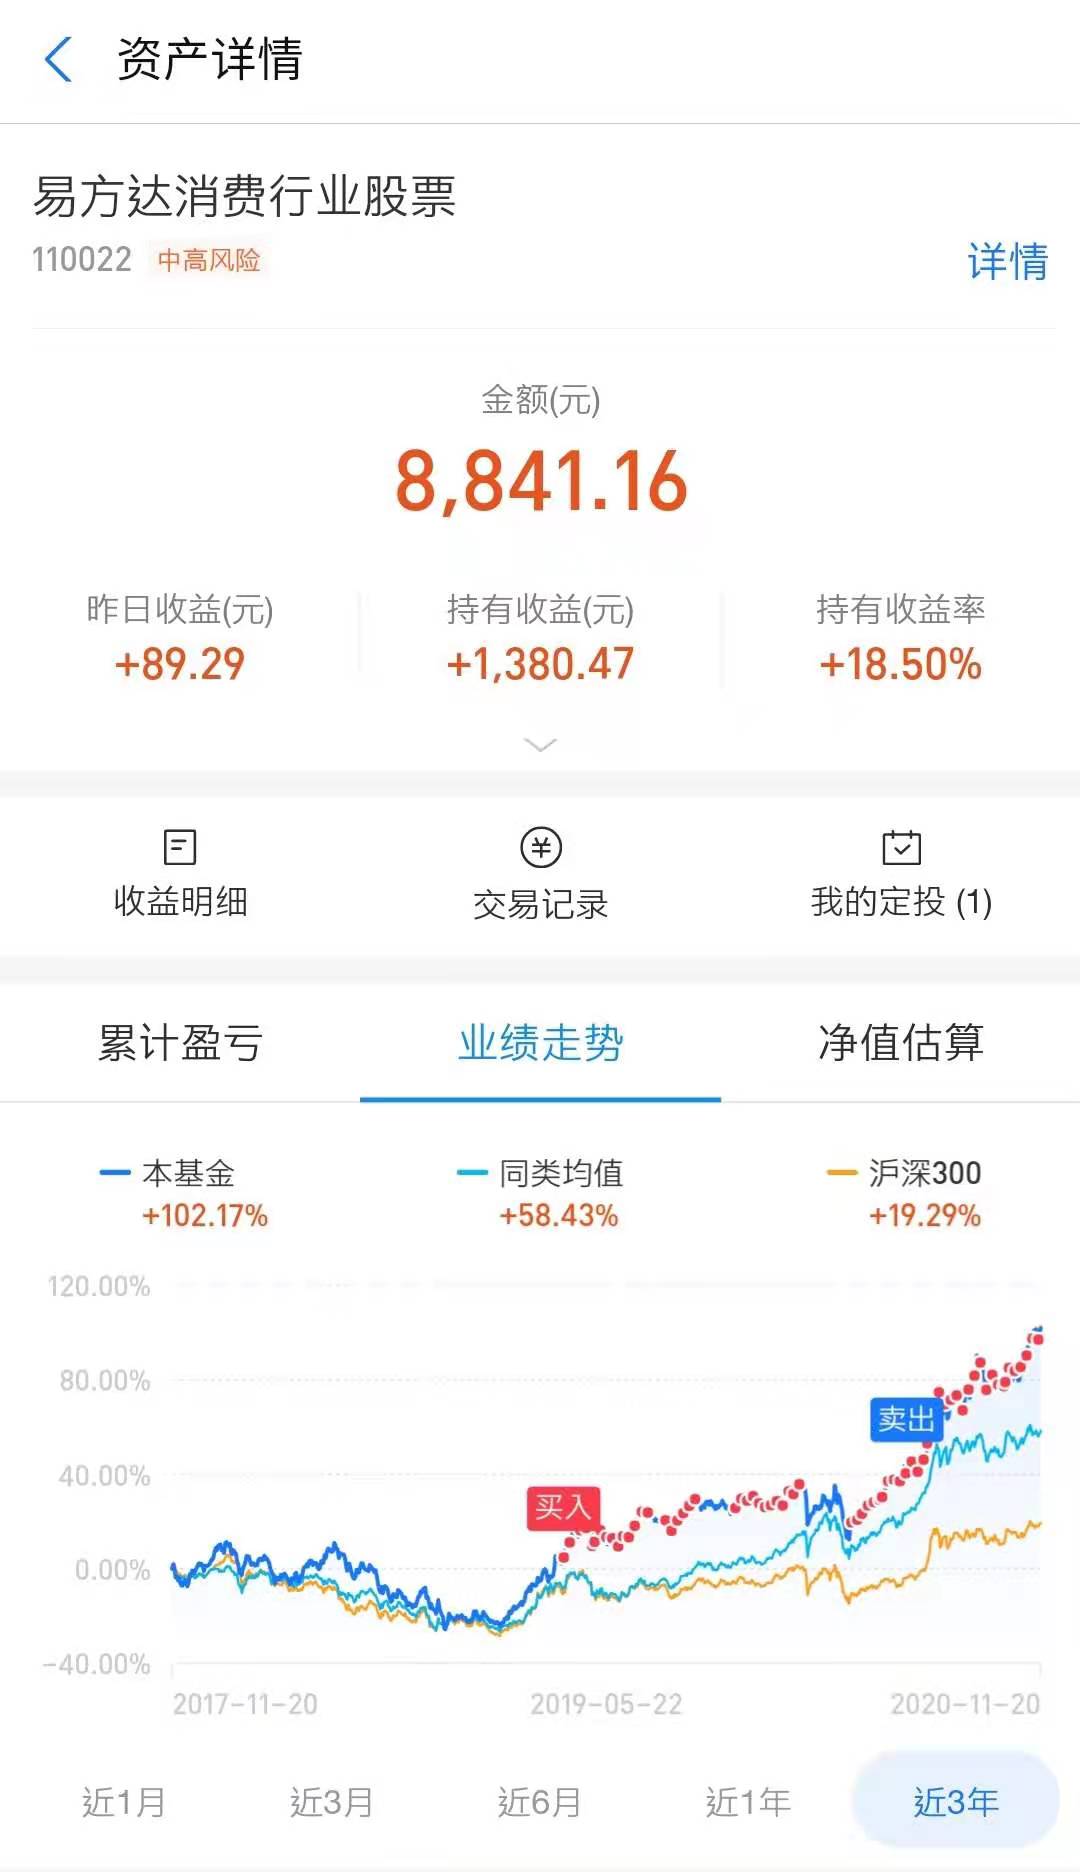 资产详情
易方达消费行业股票
110022 中高风险
详情
金额(元)
8,841.16
昨日收益(元) 持有收益(元) 持有收益率
+89.29 +1,380.47 +18.50%
收益明细 交易记录 我的定投 (1)
累计盈亏 业绩走势 净值估算
本基金 同类均值 沪深300
+102.17% +58.43% +19.29%
120.00%
80.00%
卖出
40.00%
买入
0.00%
-40.00%
2017-11-20 2019-05-22 2020-11-20
近1月 近3月 近6月 近1年 近3年